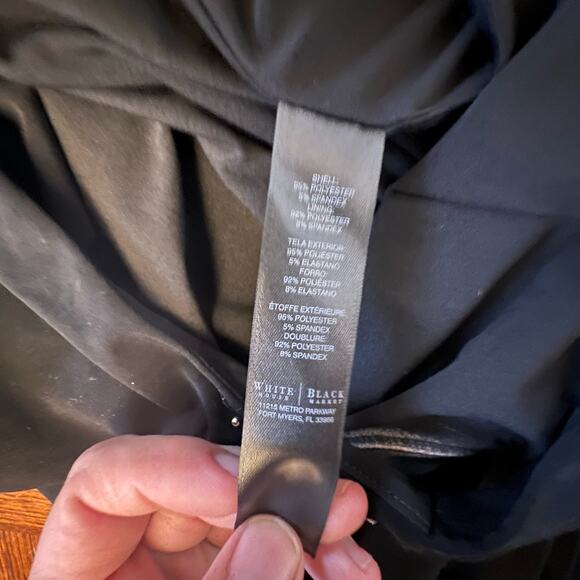 SHELL:
95% POLYESTER
5% SPANDEX
LINING:
92% POLYESTER
8% SPANDEX
TELA EXTERIOR:
95% POLIÉSTER
5% ELASTANO
FORRO:
92% POLIÉSTER
8% ELASTANO
ÉTOFFE EXTÉRIEURE:
95% POLYESTER
5% SPANDEX
DOUBLURE:
92% POLYESTER
8% SPANDEX
WHITE | BLACK
HOUSE | MARKET
11215 METRO PARKWAY
FORT MYERS, FL 33966